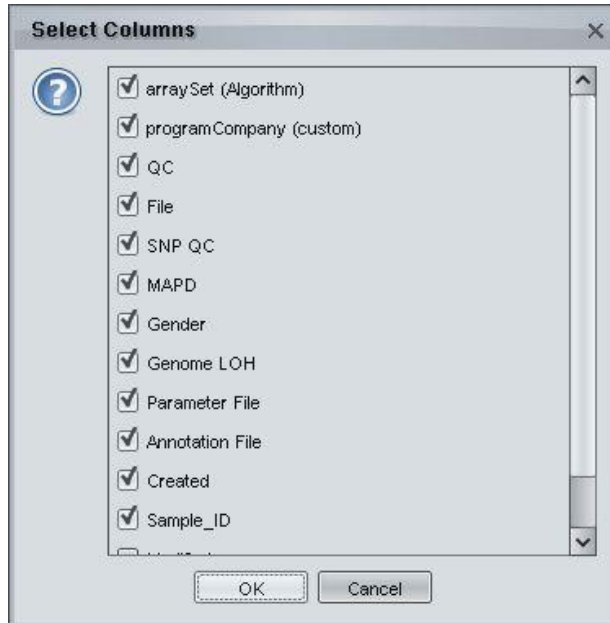 Select Columns
arraySet (Algorithm)
programCompany (custom)
QC
File
SNP QC
MAPD
Gender
Genome LOH
Parameter File
Annotation File
Created
Sample_ID
OK
Cancel